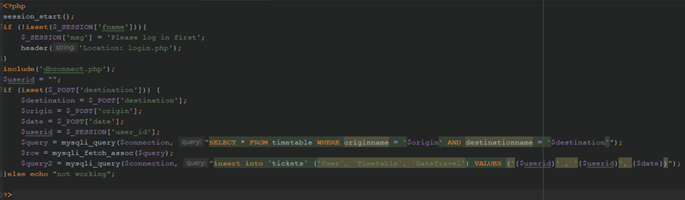 <?php
session_start();
if (!isset($_SESSION['fname'])){
$_SESSION['msg'] = 'Please log in first';
header( string: 'Location: login.php');
}
include('dbconnect.php');
$userid = "";
if (isset($_POST['destination'])) {
$destination = $_POST['destination'];
$origin = $_POST['origin'];
$date = $_POST['date'];
$userid = $_SESSION['user_id'];
$query = mysqli_query($connection, query: "SELECT * FROM timetable WHERE originname = '$origin' AND destinationname = '$destination'");
$row = mysqli_fetch_assoc($query);
$query2 = mysqli_query($connection, query: "insert into `tickets` ('User', 'Timetable', 'DateTravel') VALUES ('{$userid}' , '{$userid}', {$date})");
}else echo "not working";
?>